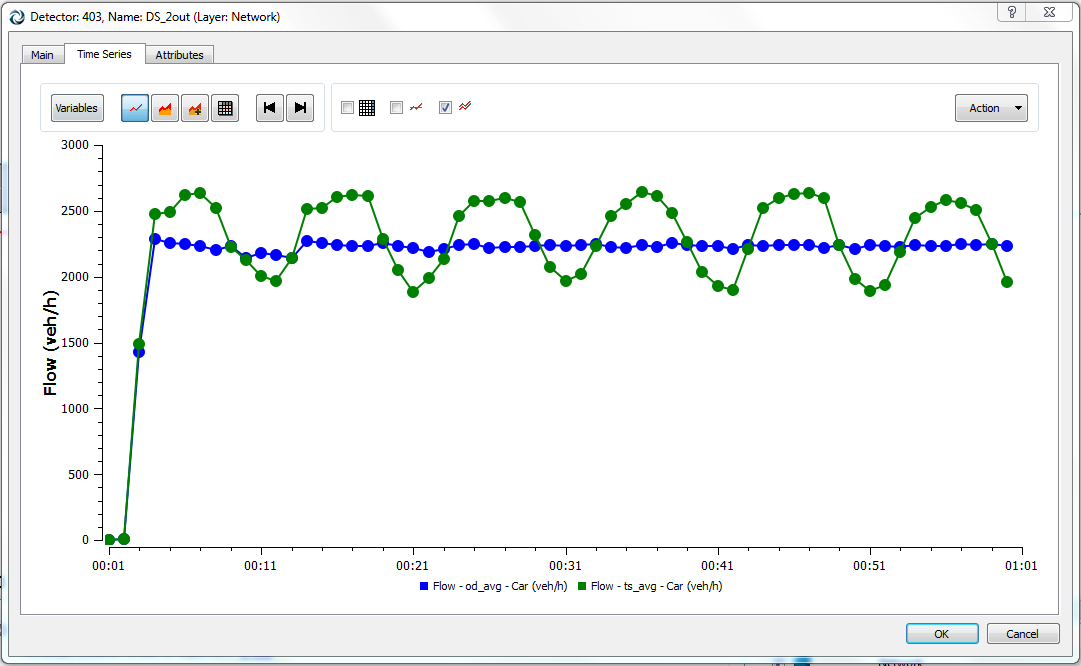 Detector: 403, Name: DS_2out (Layer: Network)
?
Main Time Series Attributes
Variables Action
3000
2500
2000
1500
1000
500
0
Flow (veh/h)
00:01 00:11 00:21 00:31 00:41 00:51 01:01
Flow - od_avg - Car (veh/h) Flow - ts_avg - Car (veh/h)
OK Cancel